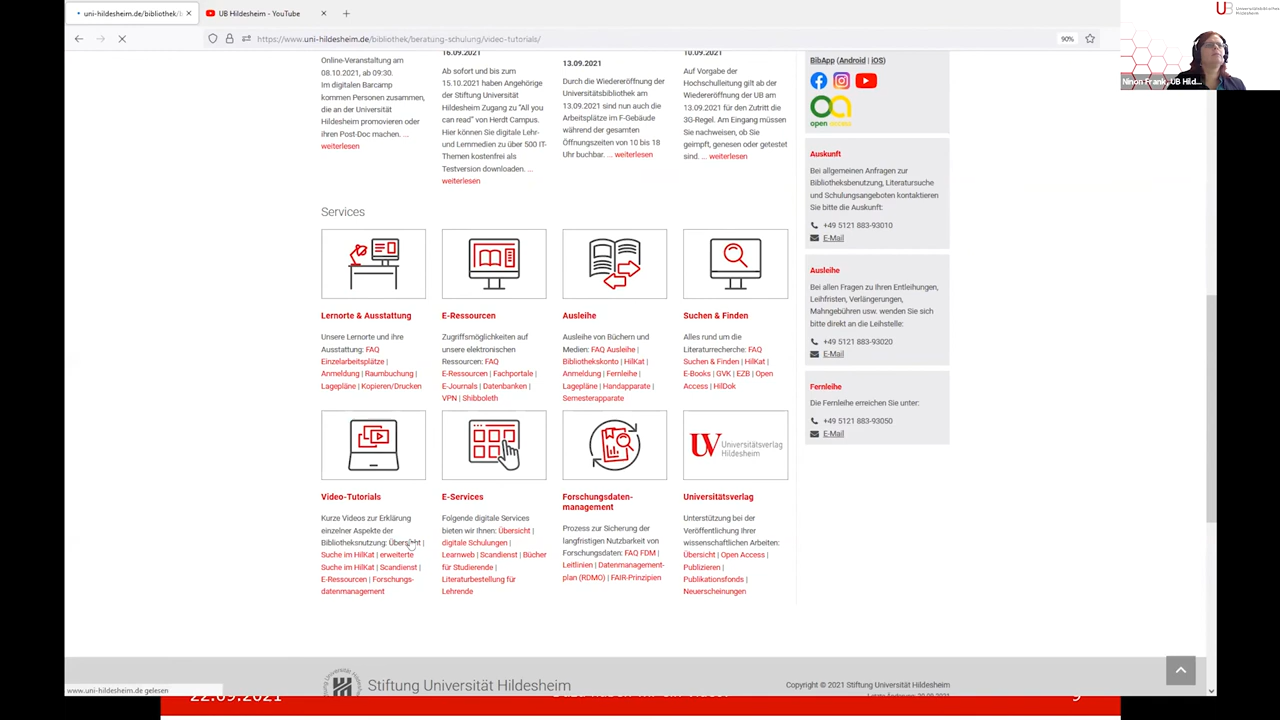 uni-hildesheim.de/bibliothek/b
UB Hildesheim - YouTube
https://www.uni-hildesheim.de/bibliothek/beratung-schulung/video-tutorials/
90%
Ninon Frank, UB Hild...
Online-Veranstaltung am
08.10.2021, ab 09.30.
Im digitalen Barcamp
kommen Personen zusammen,
die an der Universität
Hildesheim promovieren oder
ihren Post-Doc machen. ...
weiterlesen
16.09.2021
Ab sofort und bis zum
15.10.2021 haben Angehörige
der Stiftung Universität
Hildesheim Zugang zu "All you
can read" von Herdt Campus.
Hier können Sie digitale Lehr-
und Lernmedien zu über 500 IT-
Themen kostenfrei als
Testversion downloaden. ...
weiterlesen
13.09.2021
Durch die Wiedereröffnung der
Universitätsbibliothek am
13.09.2021 sind nun auch die
Arbeitsplätze im F-Gebäude
während der gesamten
Öffnungszeiten von 10 bis 18
Uhr buchbar. ... weiterlesen
10.09.2021
Auf Vorgabe der
Hochschulleitung gilt ab der
Wiedereröffnung der UB am
13.09.2021 für den Zutritt die
3G-Regel. Am Eingang müssen
Sie nachweisen, ob Sie
geimpft, genesen oder getestet
sind. ... weiterlesen
BibApp (Android | iOS)
open access
Auskunft
Bei allgemeinen Anfragen zur
Bibliotheksbenutzung, Literatursuche
und Schulungsangeboten kontaktieren
Sie bitte die Auskunft:
+49 5121 883-93010
E-Mail
Ausleihe
Bei allen Fragen zu Ihren Entleihungen,
Leihfristen, Verlängerungen,
Mahngebühren usw. wenden Sie sich
bitte direkt an die Leihstelle:
+49 5121 883-93020
E-Mail
Fernleihe
Die Fernleihe erreichen Sie unter:
+49 5121 883-93050
E-Mail
Services
Lernorte & Ausstattung
Unsere Lernorte und ihre
Ausstattung: FAQ
Einzelarbeitsplätze |
Anmeldung | Raumbuchung |
Lagepläne | Kopieren/Drucken
E-Ressourcen
Zugriffsmöglichkeiten auf
unsere elektronischen
Ressourcen: FAQ
E-Ressourcen | Fachportale |
E-Journals | Datenbanken |
VPN | Shibboleth
Ausleihe
Ausleihe von Büchern und
Medien: FAQ Ausleihe |
Bibliothekskonto | HilKat |
Anmeldung | Fernleihe |
Lagepläne | Handapparate |
Semesterapparate
Suchen & Finden
Alles rund um die
Literaturrecherche: FAQ
Suchen & Finden | HilKat |
E-Books | GVK | EZB | Open
Access | HilDok
UV Universitätsverlag
Hildesheim
Video-Tutorials
Kurze Videos zur Erklärung
einzelner Aspekte der
Bibliotheksnutzung: Übersicht |
Suche im HilKat | erweiterte
Suche im HilKat | Scandienst |
E-Ressourcen | Forschungs-
datenmanagement
E-Services
Folgende digitale Services
bieten wir Ihnen: Übersicht |
digitale Schulungen |
Learnweb | Scandienst | Bücher
für Studierende |
Literaturbestellung für
Lehrende
Forschungsdaten-
management
Prozess zur Sicherung der
langfristigen Nutzbarkeit von
Forschungsdaten: FAQ FDM |
Leitlinien | Datenmanagement-
plan (RDMO) | FAIR-Prinzipien
Universitätsverlag
Unterstützung bei der
Veröffentlichung Ihrer
wissenschaftlichen Arbeiten:
Übersicht | Open Access |
Publizieren |
Publikationsfonds |
Neuerscheinungen
Stiftung Universität Hildesheim
Copyright © 2021 Stiftung Universität Hildesheim
www.uni-hildesheim.de gelesen
22.09.2021
9